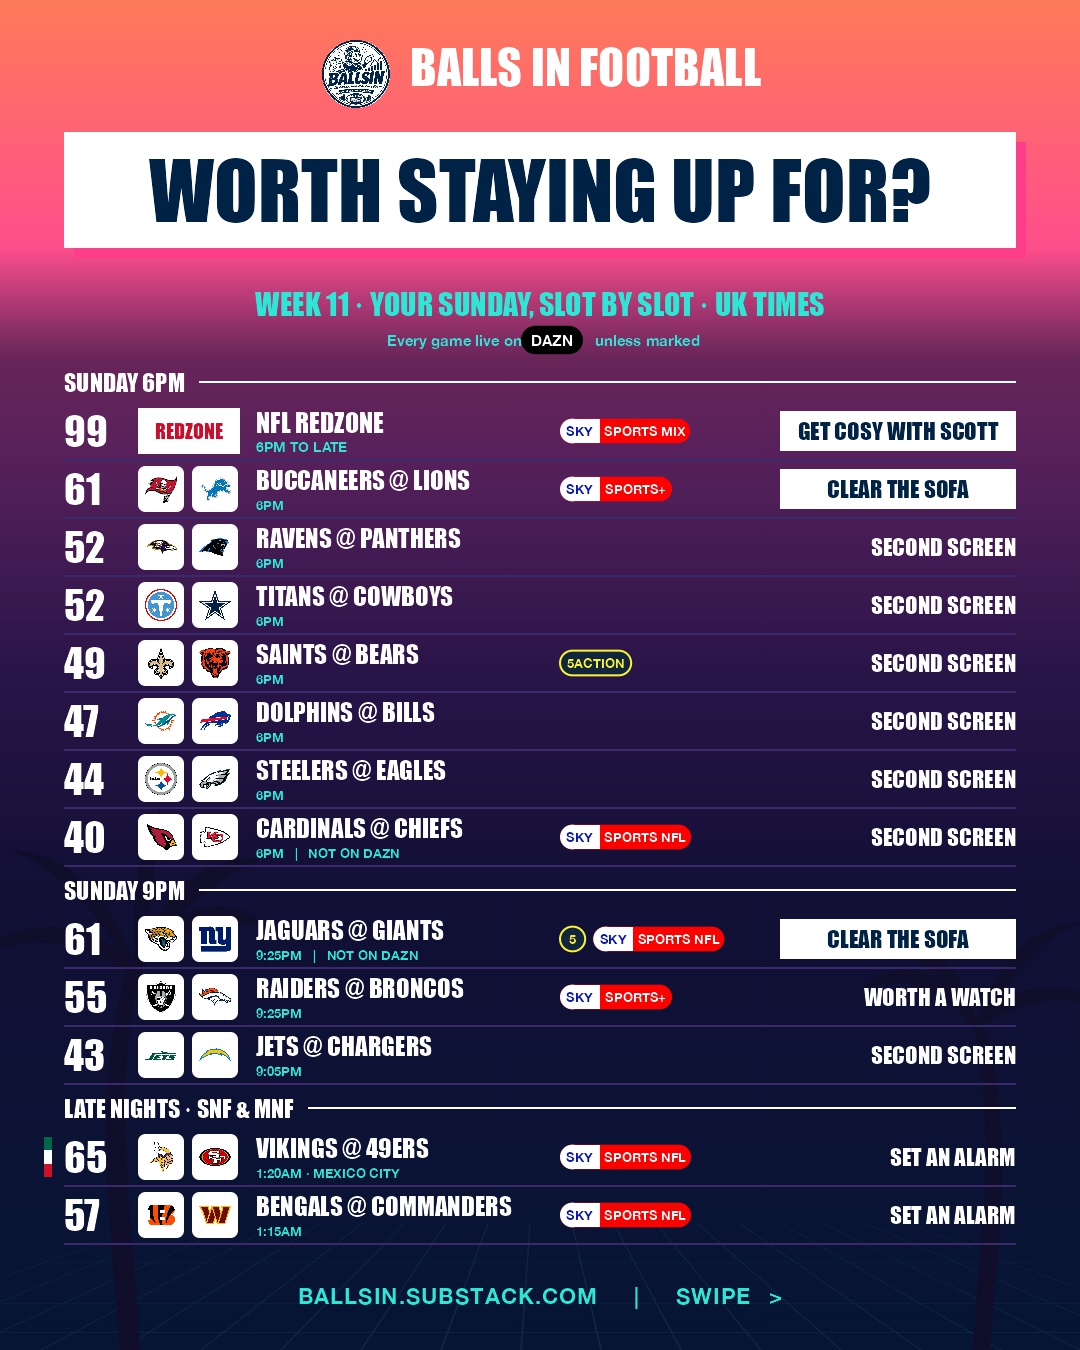 BALLSIN
BALLS IN FOOTBALL
WORTH STAYING UP FOR?
WEEK 11 · YOUR SUNDAY, SLOT BY SLOT · UK TIMES
Every game live on DAZN unless marked
SUNDAY 6PM
99 REDZONE NFL REDZONE SKY SPORTS MIX GET COSY WITH SCOTT
6PM TO LATE
61 BUCCANEERS @ LIONS SKY SPORTS+ CLEAR THE SOFA
6PM
52 RAVENS @ PANTHERS SECOND SCREEN
6PM
52 TITANS @ COWBOYS SECOND SCREEN
6PM
49 SAINTS @ BEARS 5ACTION SECOND SCREEN
6PM
47 DOLPHINS @ BILLS SECOND SCREEN
6PM
44 STEELERS @ EAGLES SECOND SCREEN
6PM
40 CARDINALS @ CHIEFS SKY SPORTS NFL SECOND SCREEN
6PM | NOT ON DAZN
SUNDAY 9PM
61 ny JAGUARS @ GIANTS 5 SKY SPORTS NFL CLEAR THE SOFA
9:25PM | NOT ON DAZN
55 RAIDERS RAIDERS @ BRONCOS SKY SPORTS+ WORTH A WATCH
9:25PM
43 JETS JETS @ CHARGERS SECOND SCREEN
9:05PM
LATE NIGHTS · SNF & MNF
65 SF VIKINGS @ 49ERS SKY SPORTS NFL SET AN ALARM
1:20AM · MEXICO CITY
57 B W BENGALS @ COMMANDERS SKY SPORTS NFL SET AN ALARM
1:15AM
BALLSIN.SUBSTACK.COM | SWIPE >